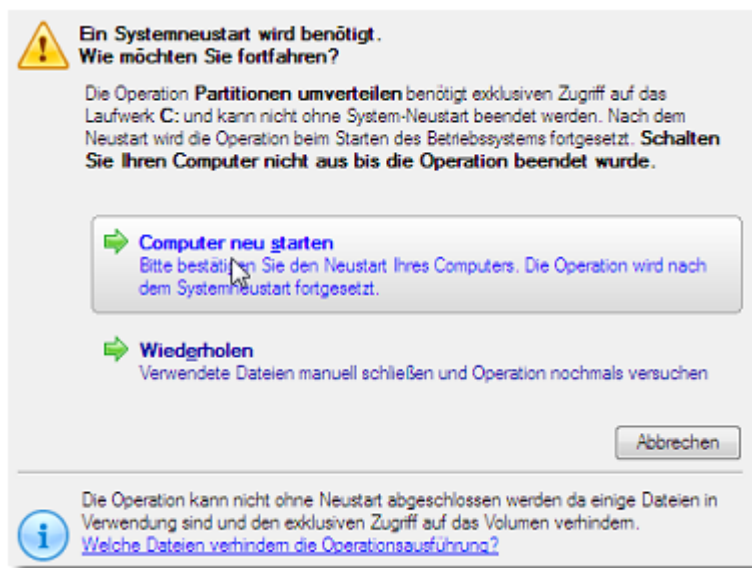 Ein Systemneustart wird benötigt.
Wie möchten Sie fortfahren?
Die Operation Partitionen umverteilen benötigt exklusiven Zugriff auf das
Laufwerk C: und kann nicht ohne System-Neustart beendet werden. Nach dem
Neustart wird die Operation beim Starten des Betriebssystems fortgesetzt. Schalten
Sie Ihren Computer nicht aus bis die Operation beendet wurde.
Computer neu starten
Bitte bestätigen Sie den Neustart Ihres Computers. Die Operation wird nach
dem Systemneustart fortgesetzt.
Wiederholen
Verwendete Dateien manuell schließen und Operation nochmals versuchen
Abbrechen
Die Operation kann nicht ohne Neustart abgeschlossen werden da einige Dateien in
Verwendung sind und den exklusiven Zugriff auf das Volumen verhindern.
Welche Dateien verhindern die Operationsausführung?